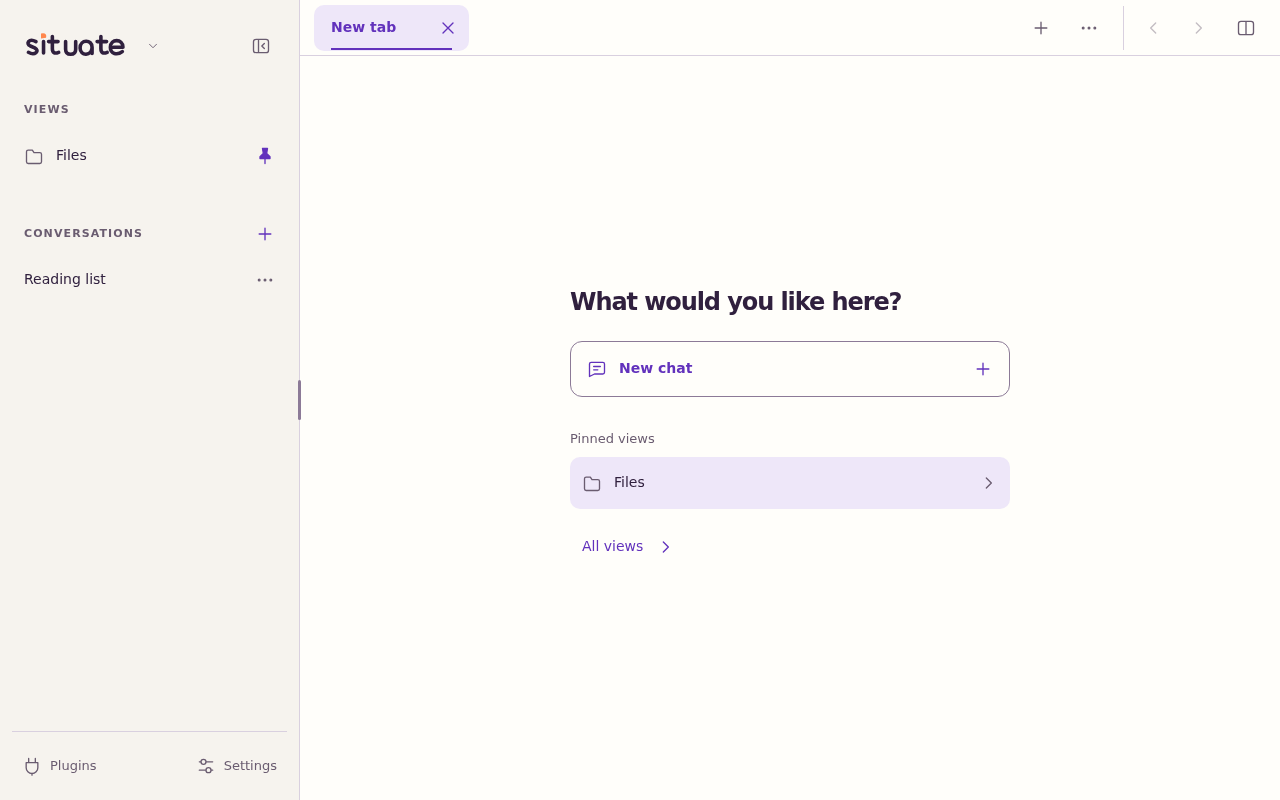 situate
VIEWS
Files
CONVERSATIONS
Reading list
Plugins
Settings
New tab
What would you like here?
New chat
Pinned views
Files
All views